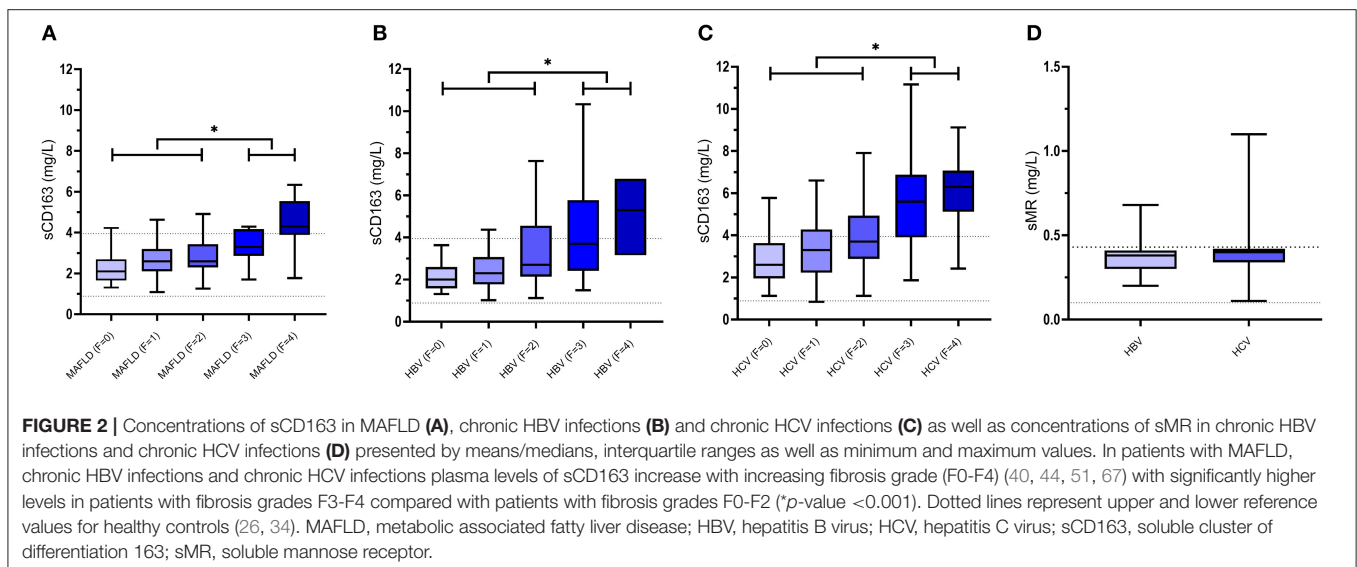 A
B
C
D
sCD163 (mg/L)
12
10
8
6
4
2
0
*
MAFLD (F=0)
MAFLD (F=1)
MAFLD (F=2)
MAFLD (F=3)
MAFLD (F=4)
sCD163 (mg/L)
12
10
8
6
4
2
0
*
HBV (F=0)
HBV (F=1)
HBV (F=2)
HBV (F=3)
HBV (F=4)
sCD163 (mg/L)
12
10
8
6
4
2
0
*
HCV (F=0)
HCV (F=1)
HCV (F=2)
HCV (F=3)
HCV (F=4)
sMR (mg/L)
1.5
1.0
0.5
0.0
HBV
HCV
FIGURE 2 | Concentrations of sCD163 in MAFLD (A), chronic HBV infections (B) and chronic HCV infections (C) as well as concentrations of sMR in chronic HBV
infections and chronic HCV infections (D) presented by means/medians, interquartile ranges as well as minimum and maximum values. In patients with MAFLD,
chronic HBV infections and chronic HCV infections plasma levels of sCD163 increase with increasing fibrosis grade (F0-F4) (40, 44, 51, 67) with significantly higher
levels in patients with fibrosis grades F3-F4 compared with patients with fibrosis grades F0-F2 (*p-value <0.001). Dotted lines represent upper and lower reference
values for healthy controls (26, 34). MAFLD, metabolic associated fatty liver disease; HBV, hepatitis B virus; HCV, hepatitis C virus; sCD163, soluble cluster of
differentiation 163; sMR, soluble mannose receptor.